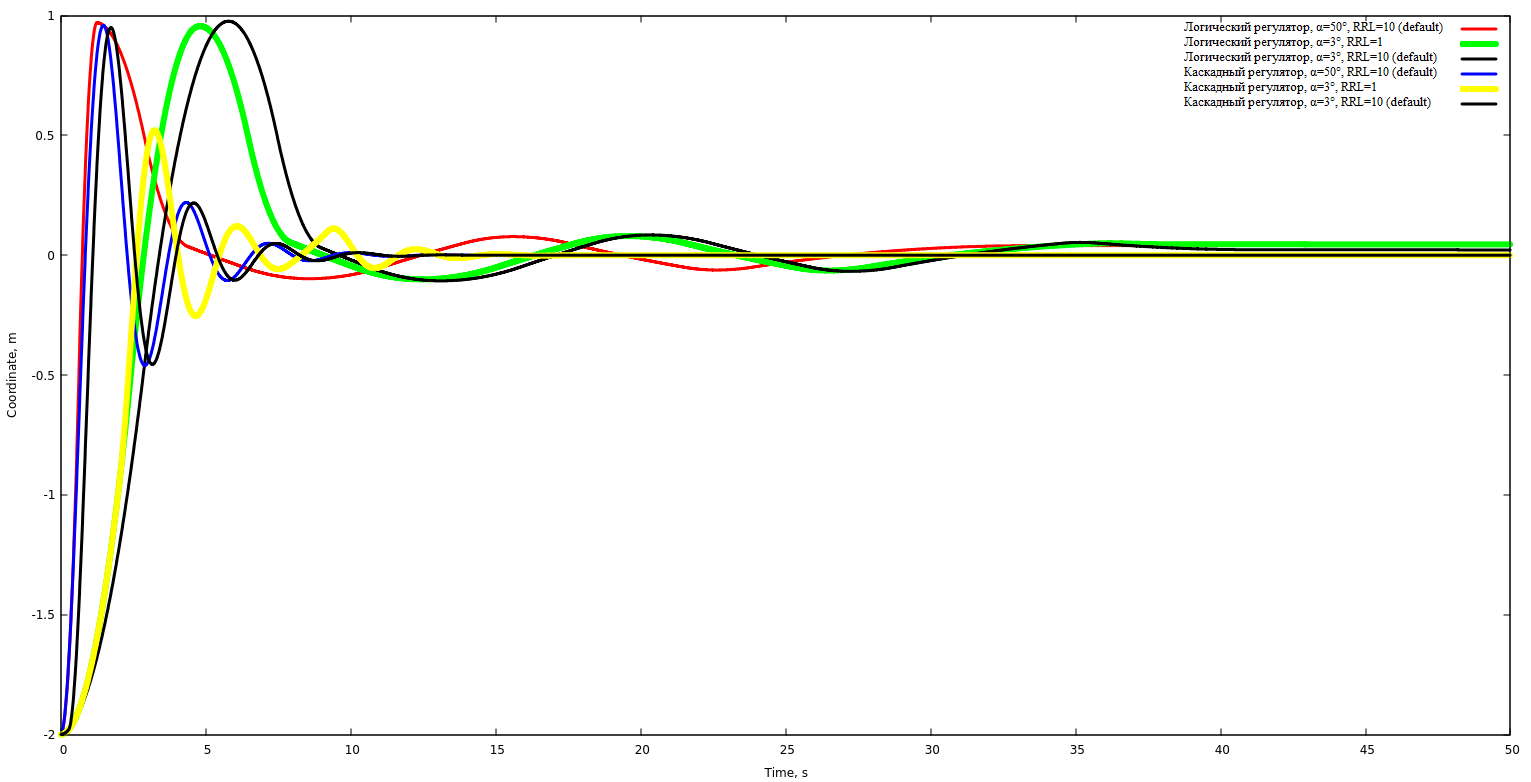 Логический регулятор, α=50°, RRL=10 (default)
Логический регулятор, α=3°, RRL=1
Логический регулятор, α=3°, RRL=10 (default)
Каскадный регулятор, α=50°, RRL=10 (default)
Каскадный регулятор, α=3°, RRL=1
Каскадный регулятор, α=3°, RRL=10 (default)
1
0.5
0
-0.5
-1
-1.5
-2
Coordinate, m
0 5 10 15 20 25 30 35 40 45 50
Time, s